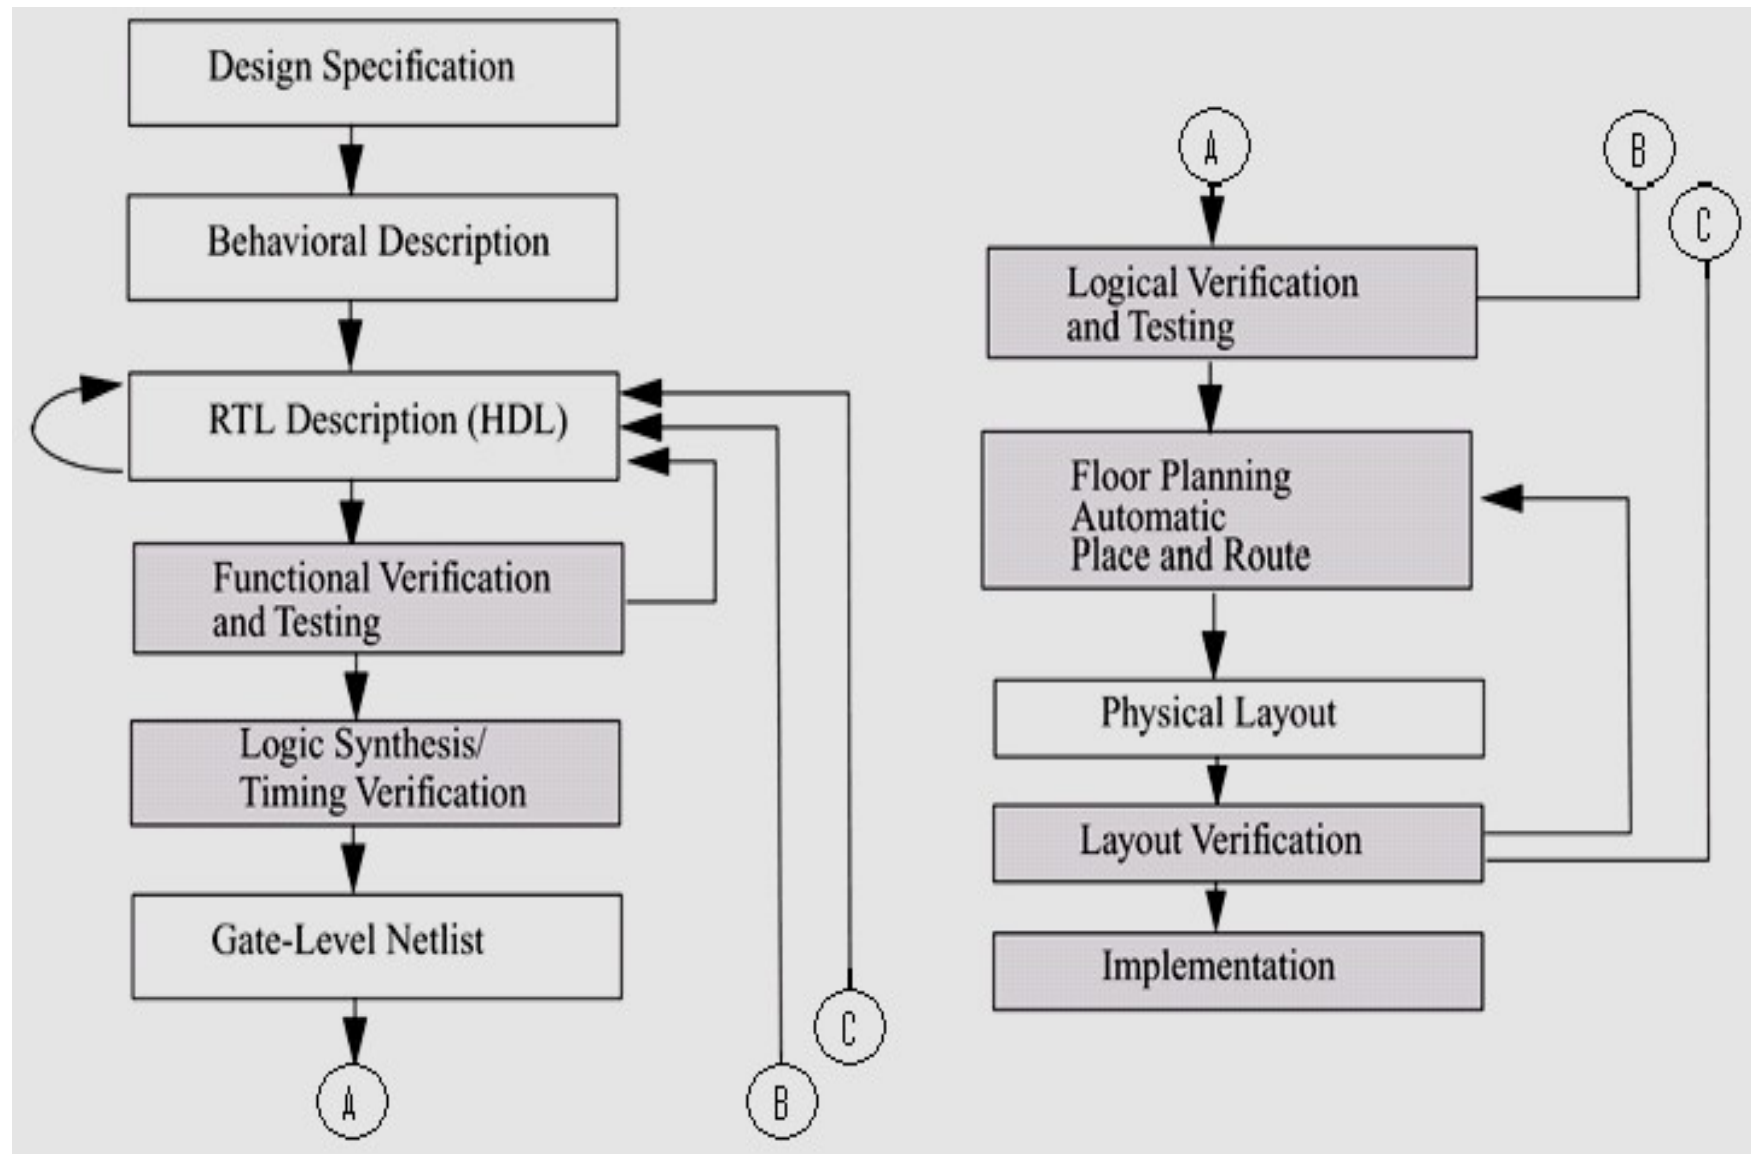 Design Specification
Behavioral Description
RTL Description (HDL)
Functional Verification
and Testing
Logic Synthesis/
Timing Verification
Gate-Level Netlist
A
B
C
A
B
C
Logical Verification
and Testing
Floor Planning
Automatic
Place and Route
Physical Layout
Layout Verification
Implementation